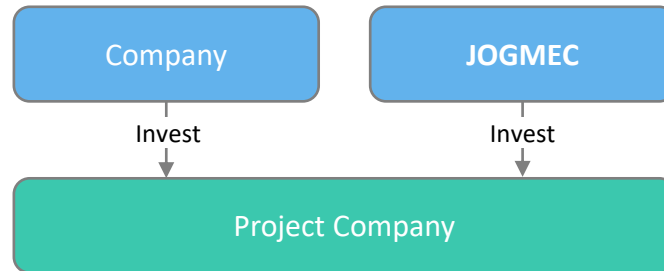 Company
JOGMEC
Invest
Invest
Project Company